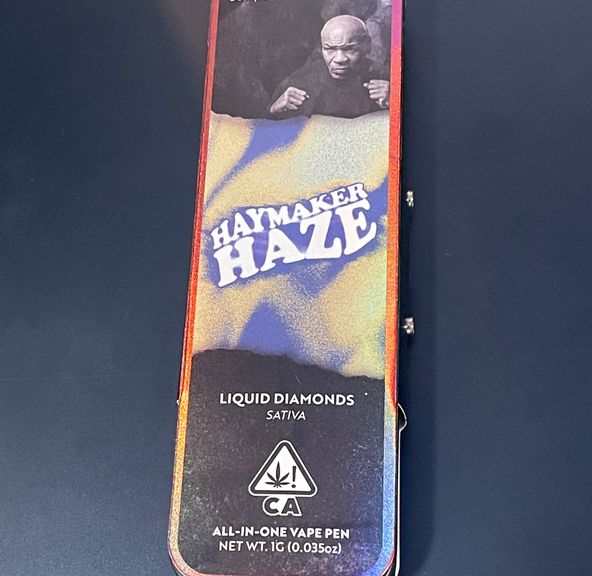 HAYMAKER
HAZE
LIQUID DIAMONDS
SATIVA
!
CA
ALL-IN-ONE VAPE PEN
NET WT. 1G (0.035oz)